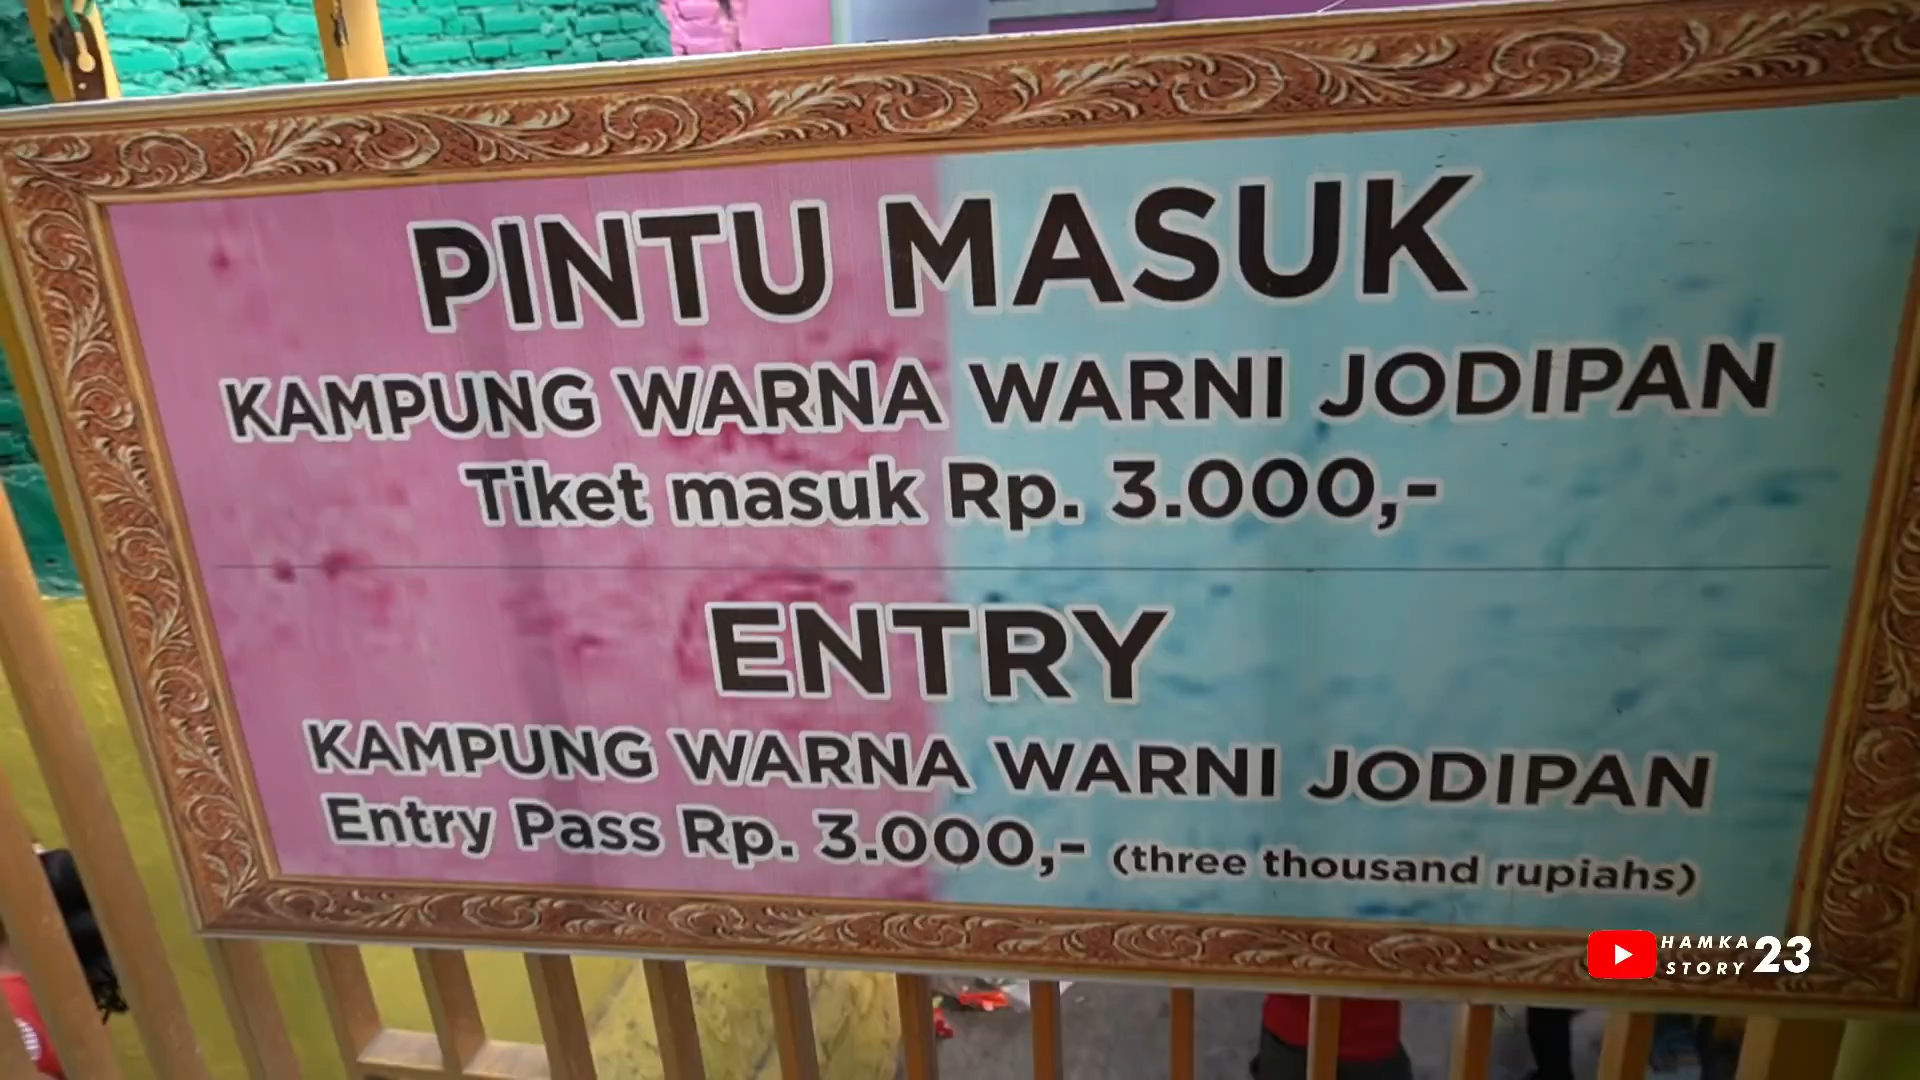 PINTU MASUK
KAMPUNG WARNA WARNI JODIPAN
Tiket masuk Rp. 3.000,-
ENTRY
KAMPUNG WARNA WARNI JODIPAN
Entry Pass Rp. 3.000,- (three thousand rupiahs)
HAMKA
STORY 23